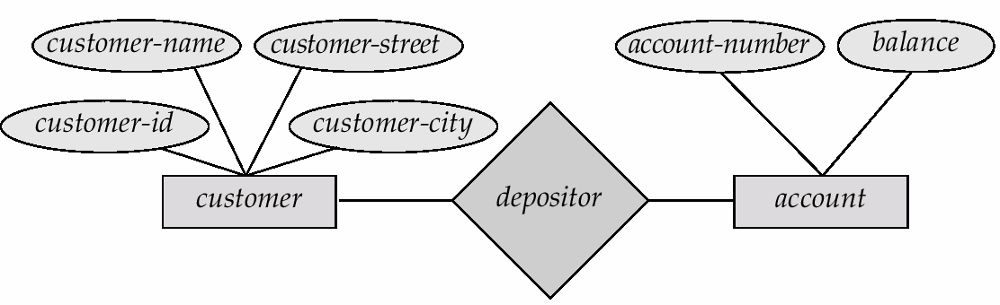 customer-name
customer-street
account-number
balance
customer-id
customer-city
customer
depositor
account